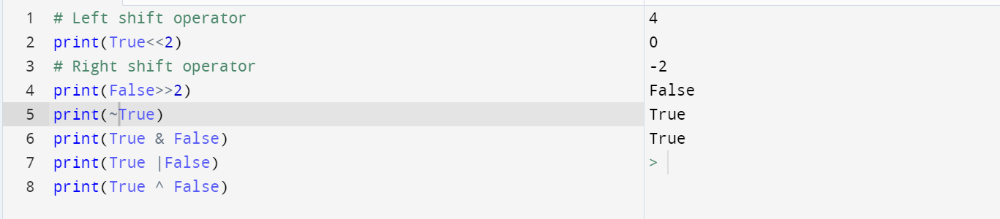 1 # Left shift operator
2 print(True<<2)
3 # Right shift operator
4 print(False>>2)
5 print(~True)
6 print(True & False)
7 print(True |False)
8 print(True ^ False)
4
0
-2
False
True
True
>